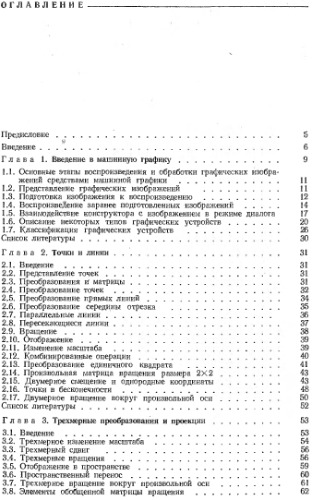 ОГЛАВЛЕНИЕ
Предисловие . . . 5
Введение . . . 6
Глава 1. Введение в машинную графику . . . 9
1.1. Основные этапы воспроизведения и обработки графических изобра-
жений средствами машинной графики . . . 11
1.2. Представление графических изображений . . . 11
1.3. Подготовка изображения к воспроизведению . . . 12
1.4. Воспроизведение заранее подготовленных изображений . . . 14
1.5. Взаимодействие конструктора с изображением в режиме диалога 17
1.6. Описание некоторых типов графических устройств . . . 20
1.7. Классификация графических устройств . . . 26
Список литературы . . . 30
Глава 2. Точки и линии . . . 31
2.1. Введение . . . 31
2.2. Представление точек . . . 31
2.3. Преобразования и матрицы . . . 31
2.4. Преобразование точек . . . 32
2.5. Преобразование прямых линий . . . 34
2.6. Преобразование середины отрезка . . . 35
2.7. Параллельные линии . . . 36
2.8. Пересекающиеся линии . . . 37
2.9. Вращение . . . 38
2.10. Отображение . . . 39
2.11. Изменение масштаба . . . 39
2.12. Комбинированные операции . . . 40
2.13. Преобразование единичного квадрата . . . 41
2.14. Произвольная матрица вращения размера 2×2 . . . 43
2.15. Двумерное смещение и однородные координаты . . . 43
2.16. Точки в бесконечности . . . 48
2.17. Двумерное вращение вокруг произвольной оси . . . 50
Список литературы . . . 52
Глава 3. Трехмерные преобразования и проекции . . . 53
3.1. Введение . . . 53
3.2. Трехмерное изменение масштаба . . . 54
3.3. Трехмерный сдвиг . . . 56
3.4. Трехмерные вращения . . . 56
3.5. Отображение в пространстве . . . 59
3.6. Пространственный перенос . . . 60
3.7. Трехмерное вращение вокруг произвольной оси . . . 61
3.8. Элементы обобщенной матрицы вращения . . . 62